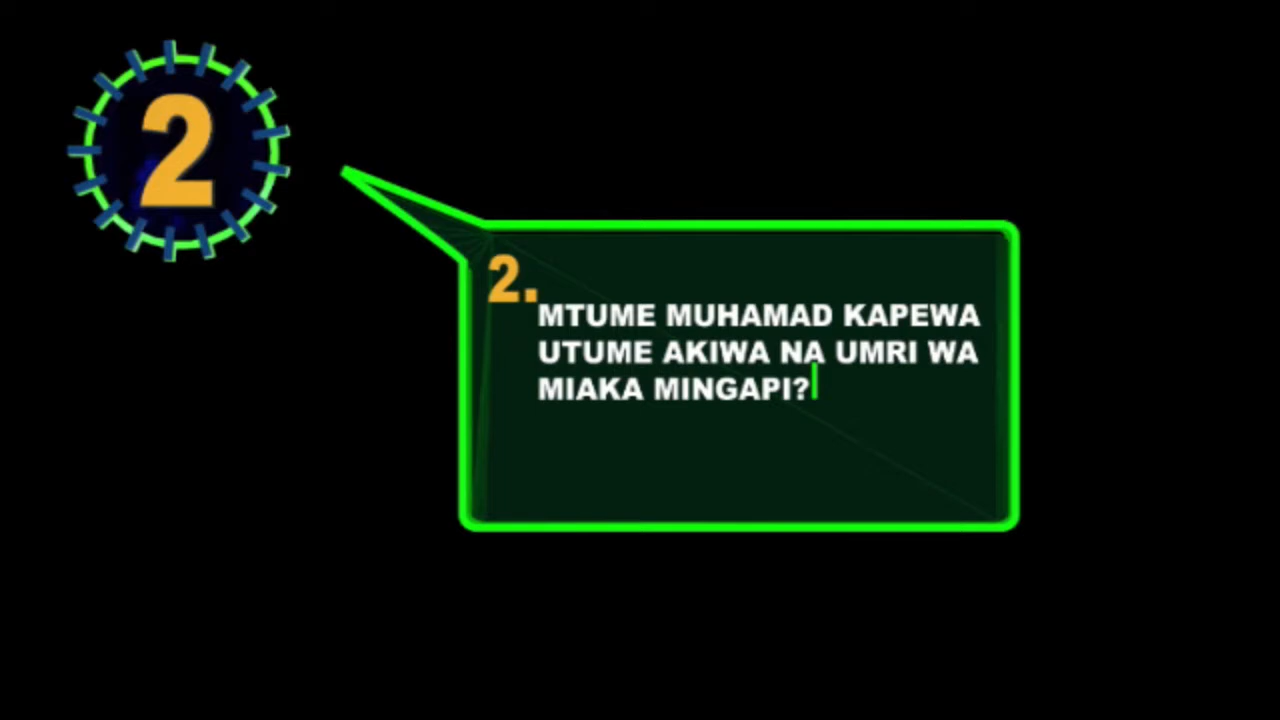 2
2.
MTUME MUHAMAD KAPEWA
UTUME AKIWA NA UMRI WA
MIAKA MINGAPI?